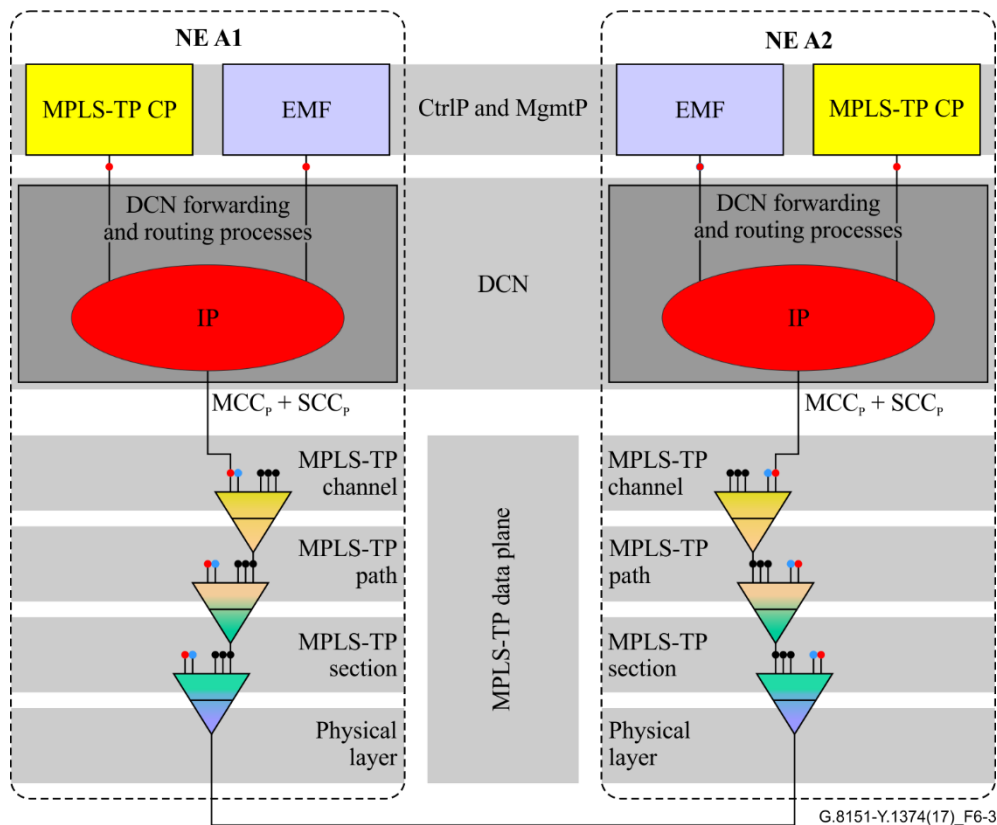 NE A1
NE A2
MPLS-TP CP
EMF
CtrlP and MgmtP
EMF
MPLS-TP CP
DCN forwarding
and routing processes
DCN
DCN forwarding
and routing processes
IP
IP
MCCP + SCCP
MCCP + SCCP
MPLS-TP
channel
MPLS-TP
channel
MPLS-TP
path
MPLS-TP data plane
MPLS-TP
path
MPLS-TP
section
MPLS-TP
section
Physical
layer
Physical
layer
G.8151-Y.1374(17)_F6-3